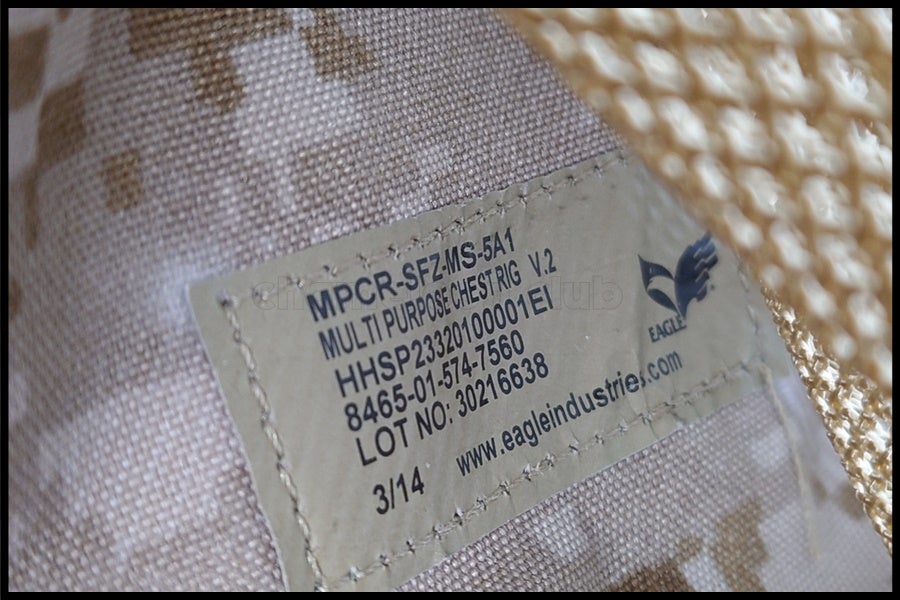 MPCR-SFZ-MS-5A1
MULTI PURPOSE CHEST RIG V.2
HHSP23320100001EI
8465-01-574-7560
LOT NO: 30216638
3/14
www.eagleindustries.com
EAGLE